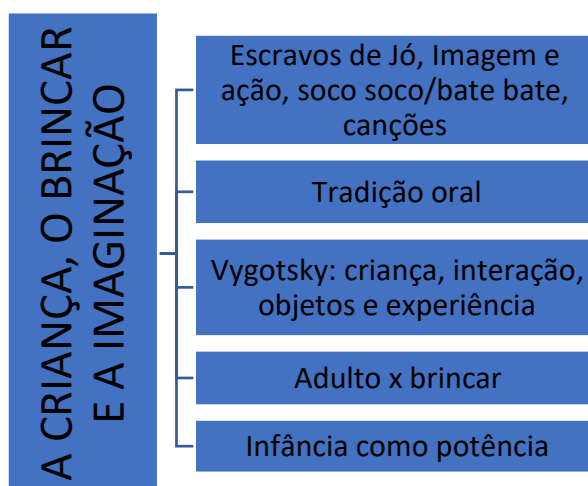 A CRIANÇA, O BRINCAR
E A IMAGINAÇÃO
Escravos de Jó, Imagem e
ação, soco soco/bate bate,
canções
Tradição oral
Vygotsky: criança, interação,
objetos e experiência
Adulto x brincar
Infância como potência